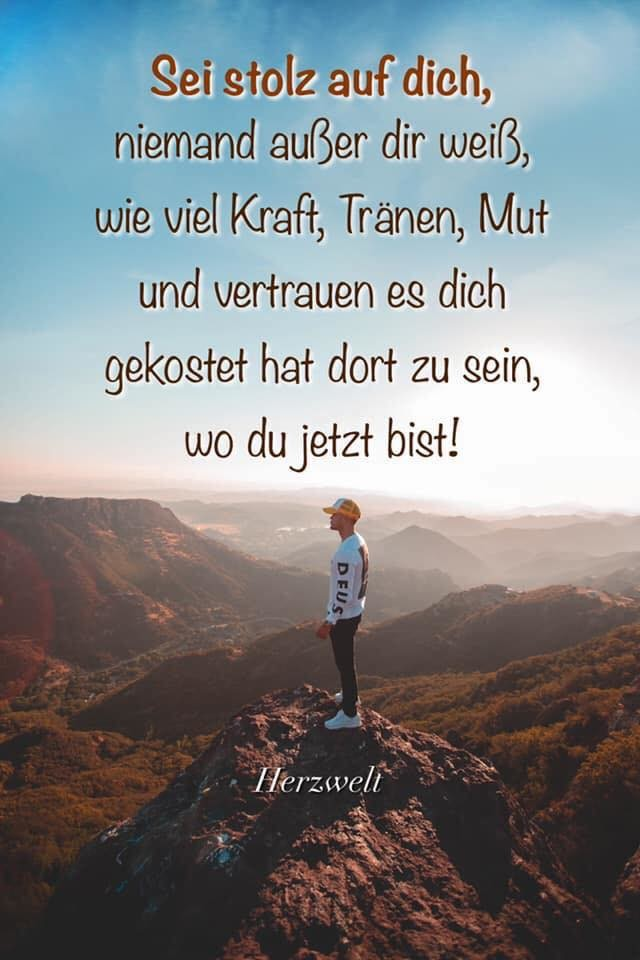 Sei stolz auf dich,
niemand außer dir weiß,
wie viel Kraft, Tränen, Mut
und vertrauen es dich
gekostet hat dort zu sein,
wo du jetzt bist!
DEUS
Herzwelt